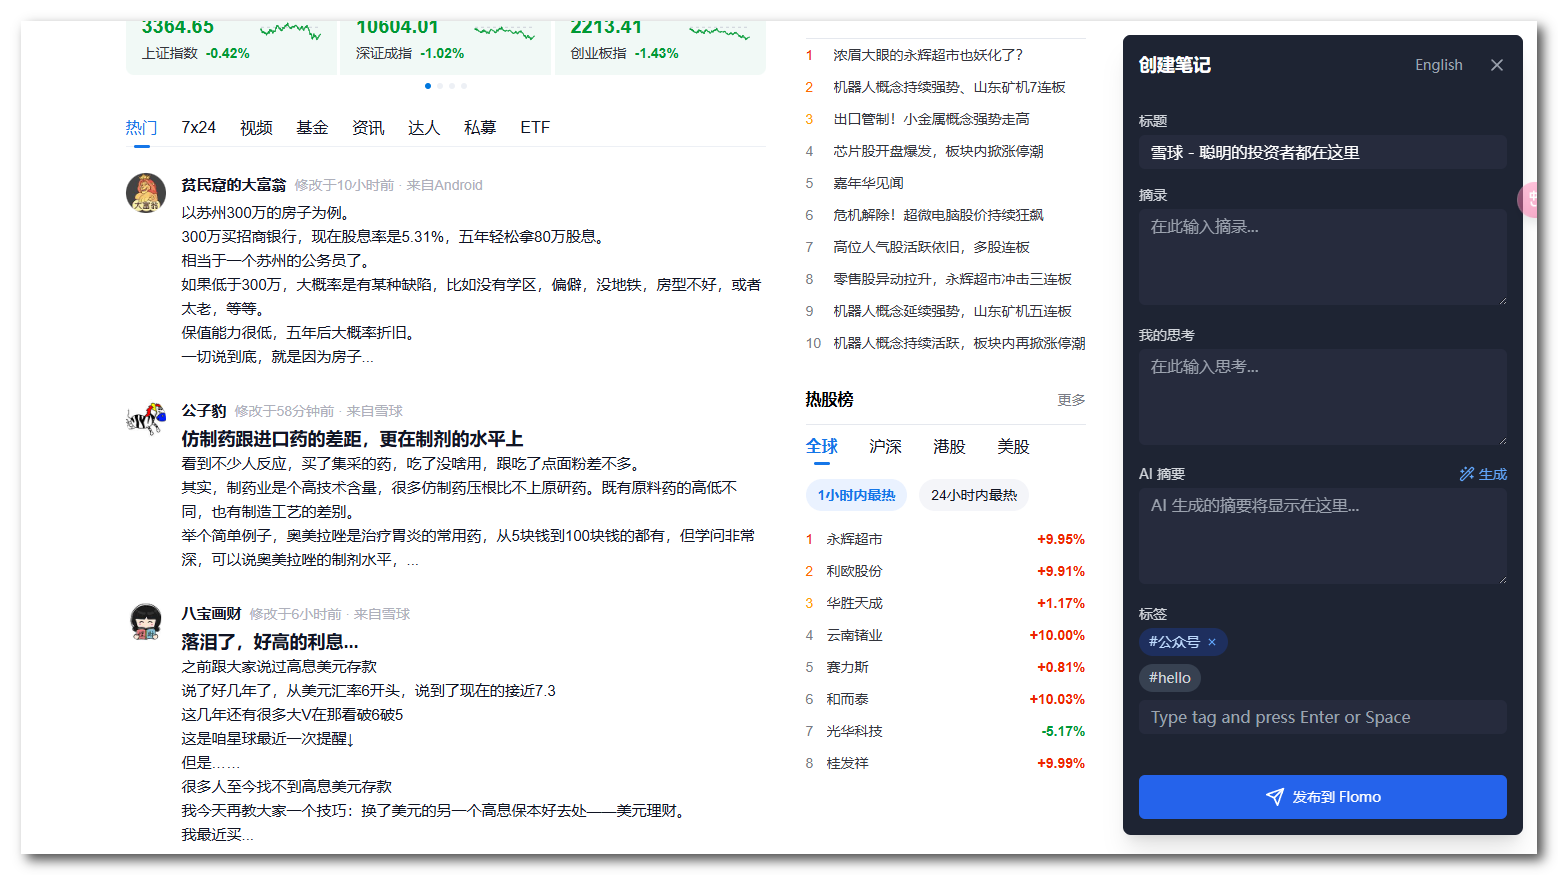 3364.65
上证指数 -0.42%
10604.01
深证成指 -1.02%
2213.41
创业板指 -1.43%
热门 7x24 视频 基金 资讯 达人 私募 ETF
贫民窟的大富翁 修改于10小时前 · 来自Android
以苏州300万的房子为例。
300万买招商银行，现在股息率是5.31%，五年轻松拿80万股息。
相当于一个苏州的公务员了。
如果低于300万，大概率是有某种缺陷，比如没有学区，偏僻，没地铁，房型不好，或者
太老，等等。
保值能力很低，五年后大概率折旧。
一切说到底，就是因为房子...
公子豹 修改于58分钟前 · 来自雪球
仿制药跟进口药的差距，更在制剂的水平上
看到不少人反应，买了集采的药，吃了没啥用，跟吃了点面粉差不多。
其实，制药业是个高技术含量，很多仿制药压根比不上原研药。既有原料药的高低不
同，也有制造工艺的差别。
举个简单例子，奥美拉唑是治疗胃炎的常用药，从5块钱到100块钱的都有，但学问非常
深，可以说奥美拉唑的制剂水平，...
八宝画财 修改于6小时前 · 来自雪球
落泪了，好高的利息...
之前跟大家说过高息美元存款
说了好几年了，从美元汇率6开头，说到了现在的接近7.3
这几年还有很多大V在那看破6破5
这是咱星球最近一次提醒↓
但是……
很多人至今找不到高息美元存款
我今天再教大家一个技巧：换了美元的另一个高息保本好去处——美元理财。
我最近买...
1 浓眉大眼的永辉超市也妖化了?
2 机器人概念持续强势、山东矿机7连板
3 出口管制！小金属概念强势走高
4 芯片股开盘爆发，板块内掀涨停潮
5 嘉年华见闻
6 危机解除！超微电脑股价持续狂飙
7 高位人气股活跃依旧，多股连板
8 零售股异动拉升，永辉超市冲击三连板
9 机器人概念延续强势，山东矿机五连板
10 机器人概念持续活跃，板块内再掀涨停潮
热股榜 更多
全球 沪深 港股 美股
1小时内最热 24小时内最热
1 永辉超市 +9.95%
2 利欧股份 +9.91%
3 华胜天成 +1.17%
4 云南锗业 +10.00%
5 赛力斯 +0.81%
6 和而泰 +10.03%
7 光华科技 -5.17%
8 桂发祥 +9.99%
创建笔记 English
标题
雪球 - 聪明的投资者都在这里
摘录
在此输入摘录...
我的思考
在此输入思考...
AI 摘要 生成
AI 生成的摘要将显示在这里...
标签
#公众号 ×
#hello
Type tag and press Enter or Space
发布到 Flomo